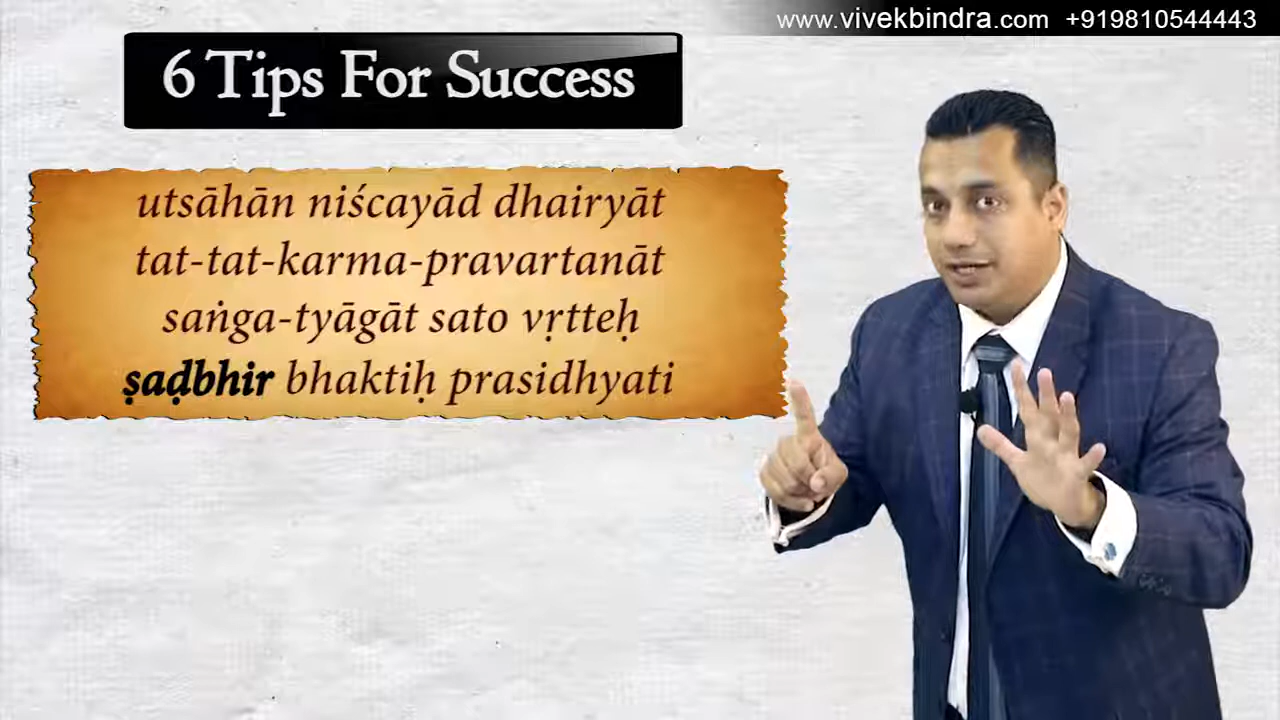 www.vivekbindra.com +919810544443
6 Tips For Success
utsāhān niścayād dhairyāt
tat-tat-karma-pravartanāt
saṅga-tyāgāt sato vṛtteḥ
ṣaḍbhir bhaktiḥ prasidhyati